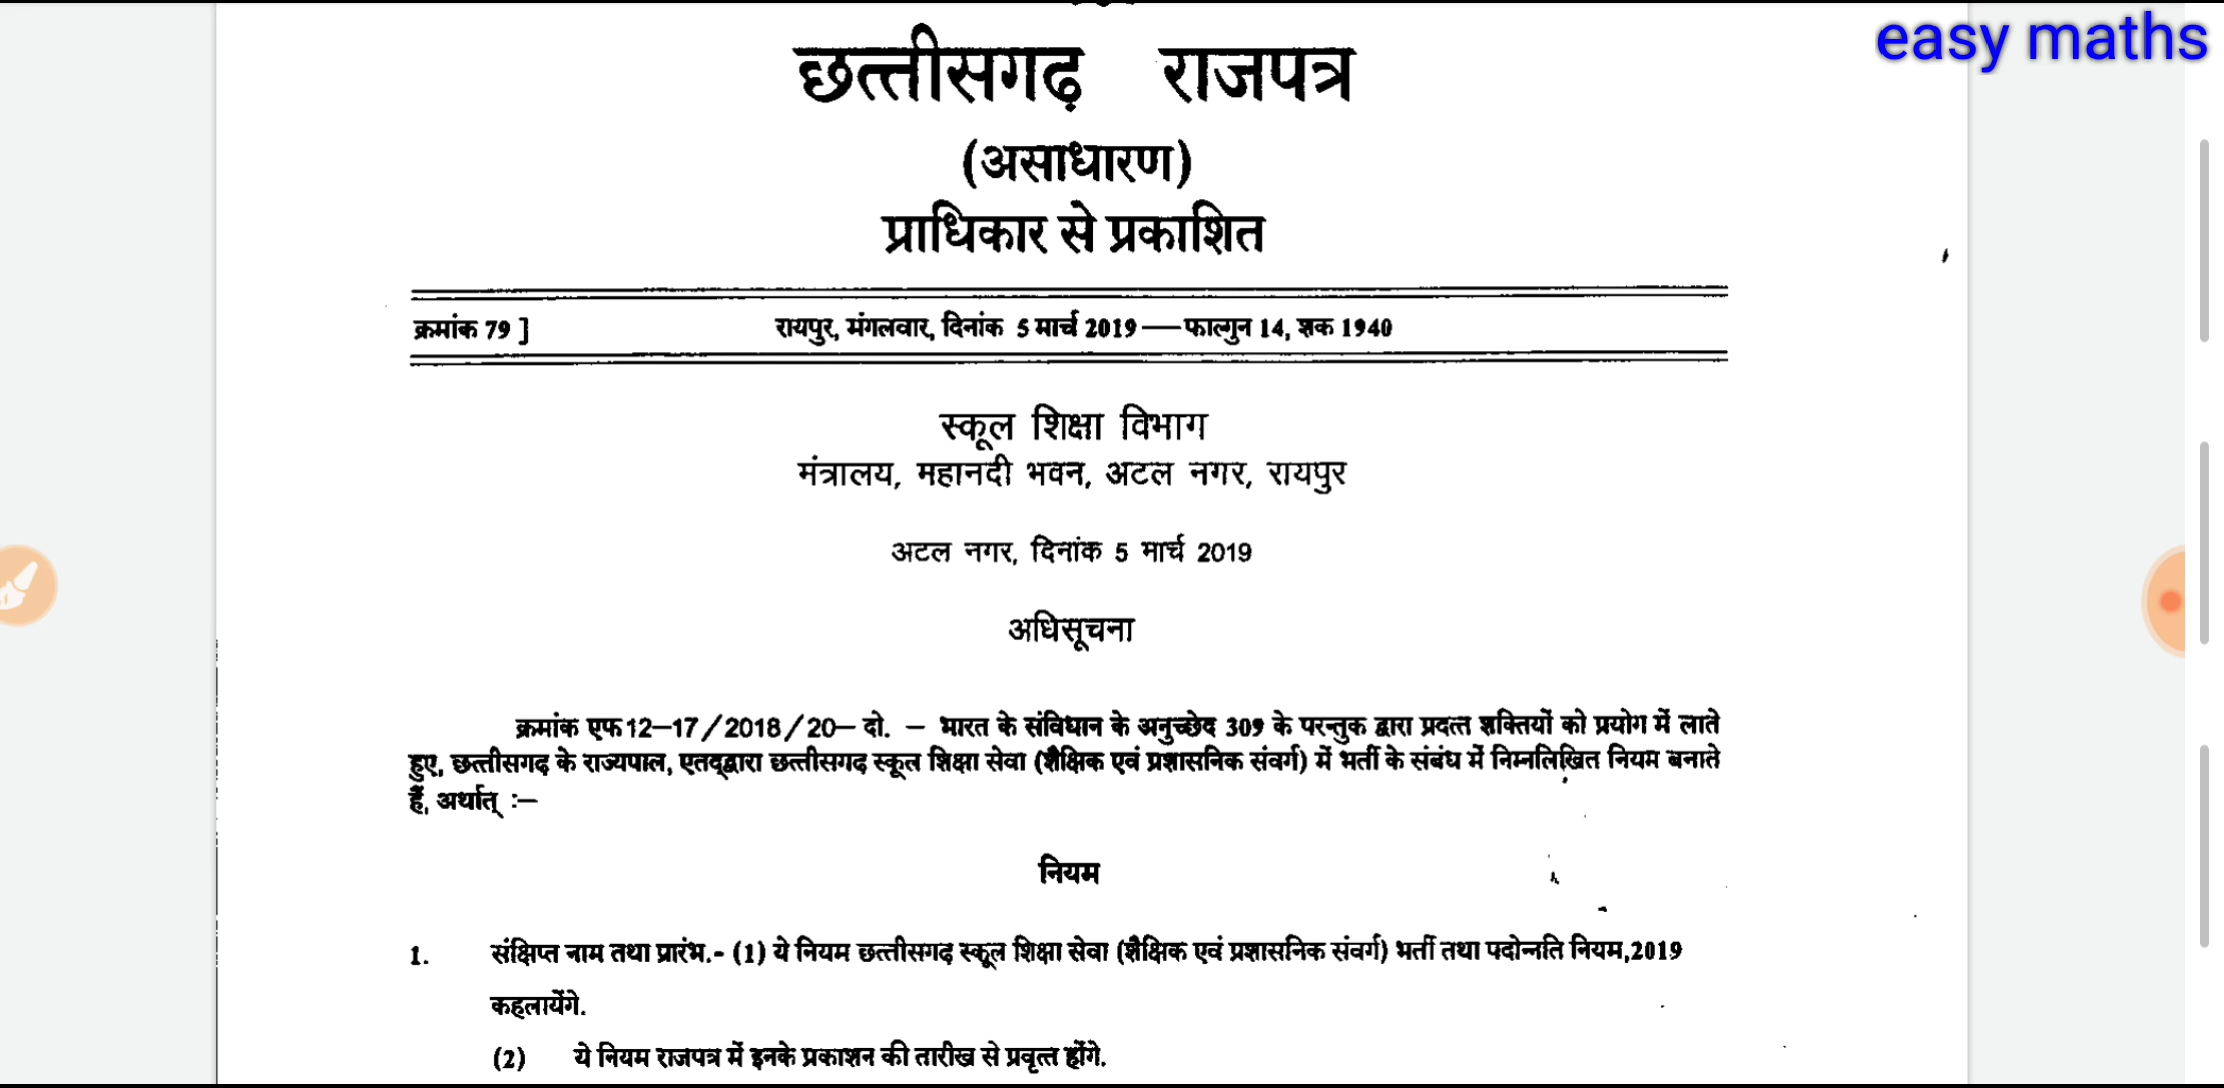 easy maths
छत्तीसगढ़ राजपत्र
(असाधारण)
प्राधिकार से प्रकाशित
क्रमांक 79 ] रायपुर, मंगलवार, दिनांक 5 मार्च 2019 — फाल्गुन 14, शक 1940
स्कूल शिक्षा विभाग
मंत्रालय, महानदी भवन, अटल नगर, रायपुर
अटल नगर, दिनांक 5 मार्च 2019
अधिसूचना
क्रमांक एफ 12–17/2018/20– दो. – भारत के संविधान के अनुच्छेद 309 के परन्तुक द्वारा प्रदत्त शक्तियों को प्रयोग में लाते
हुए, छत्तीसगढ़ के राज्यपाल, एतद्द्वारा छत्तीसगढ़ स्कूल शिक्षा सेवा (शैक्षिक एवं प्रशासनिक संवर्ग) में भर्ती के संबंध में निम्नलिखित नियम बनाते
हैं, अर्थात् :–
नियम
1. संक्षिप्त नाम तथा प्रारंभ.- (1) ये नियम छत्तीसगढ़ स्कूल शिक्षा सेवा (शैक्षिक एवं प्रशासनिक संवर्ग) भर्ती तथा पदोन्नति नियम,2019
कहलायेंगे.
(2) ये नियम राजपत्र में इनके प्रकाशन की तारीख से प्रवृत्त होंगे.